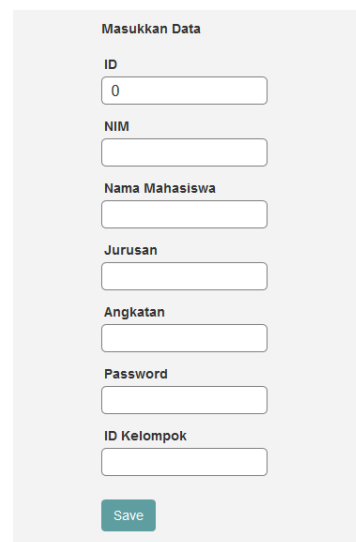 Masukkan Data
ID
0
NIM
Nama Mahasiswa
Jurusan
Angkatan
Password
ID Kelompok
Save